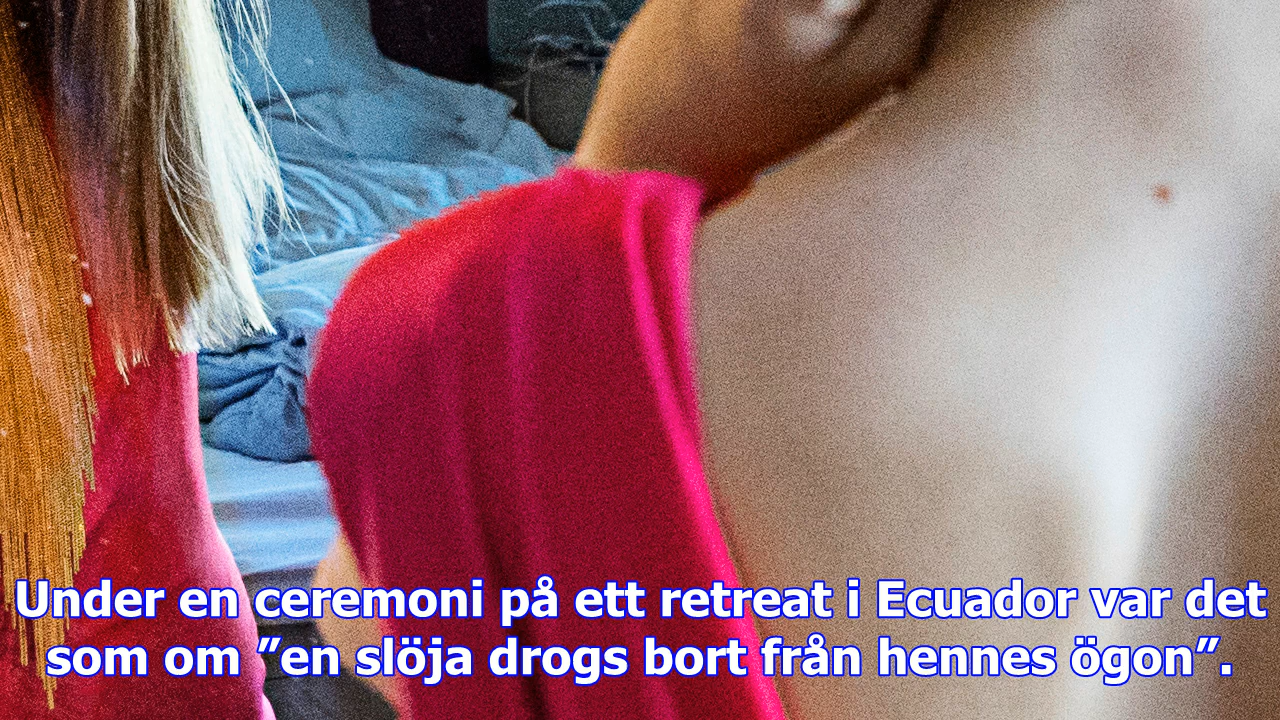 Under en ceremoni på ett retreat i Ecuador var det
som om ”en slöja drogs bort från hennes ögon”.